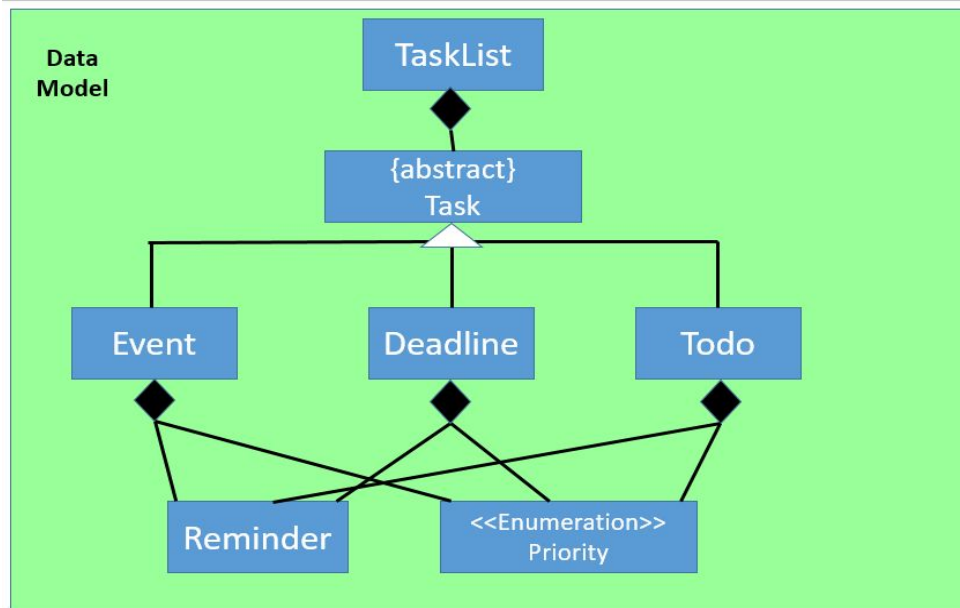 Data
Model
TaskList
{abstract}
Task
Event
Deadline
Todo
Reminder
<<Enumeration>>
Priority